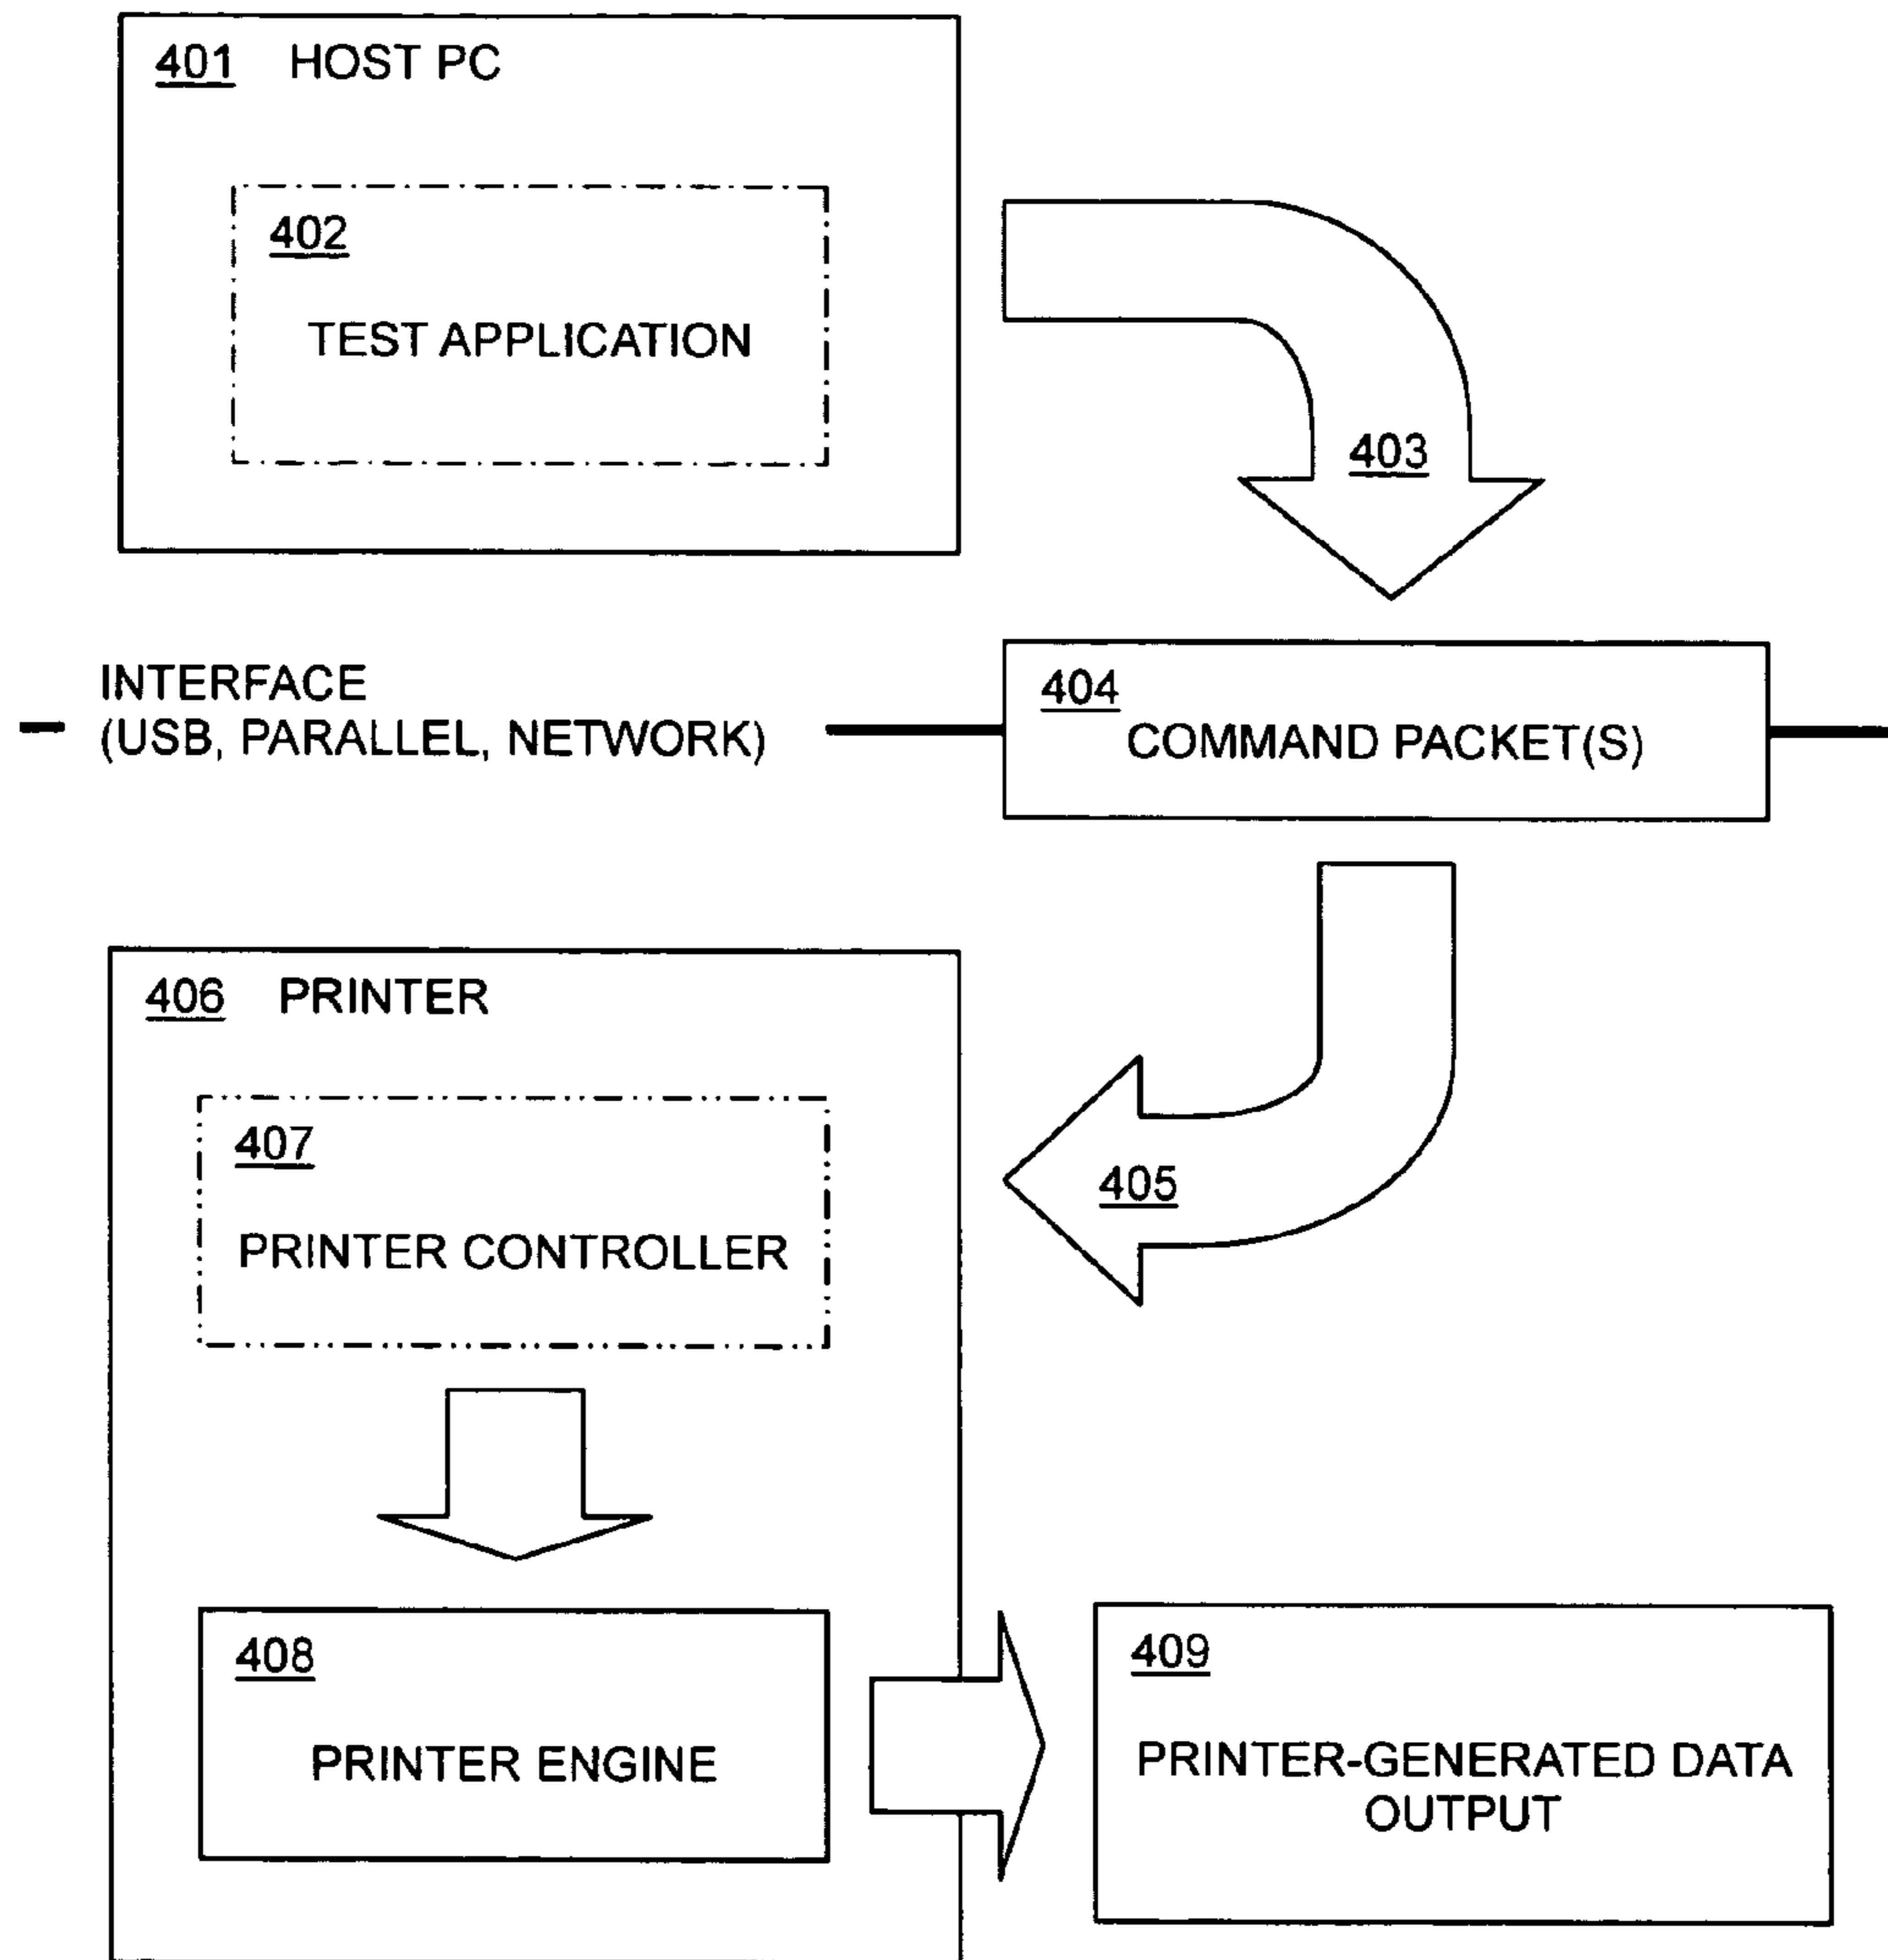 401 HOST PC
402
TEST APPLICATION
403
INTERFACE
(USB, PARALLEL, NETWORK)
404
COMMAND PACKET(S)
406 PRINTER
407
PRINTER CONTROLLER
405
408
PRINTER ENGINE
409
PRINTER-GENERATED DATA
OUTPUT